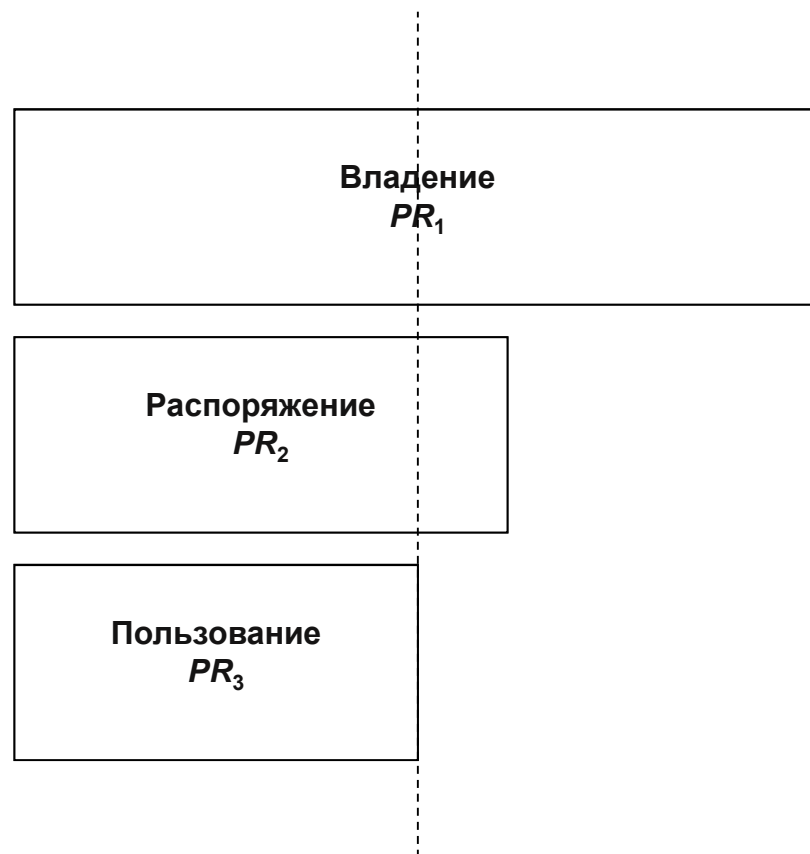 Владение
PR₁
Распоряжение
PR₂
Пользование
PR₃